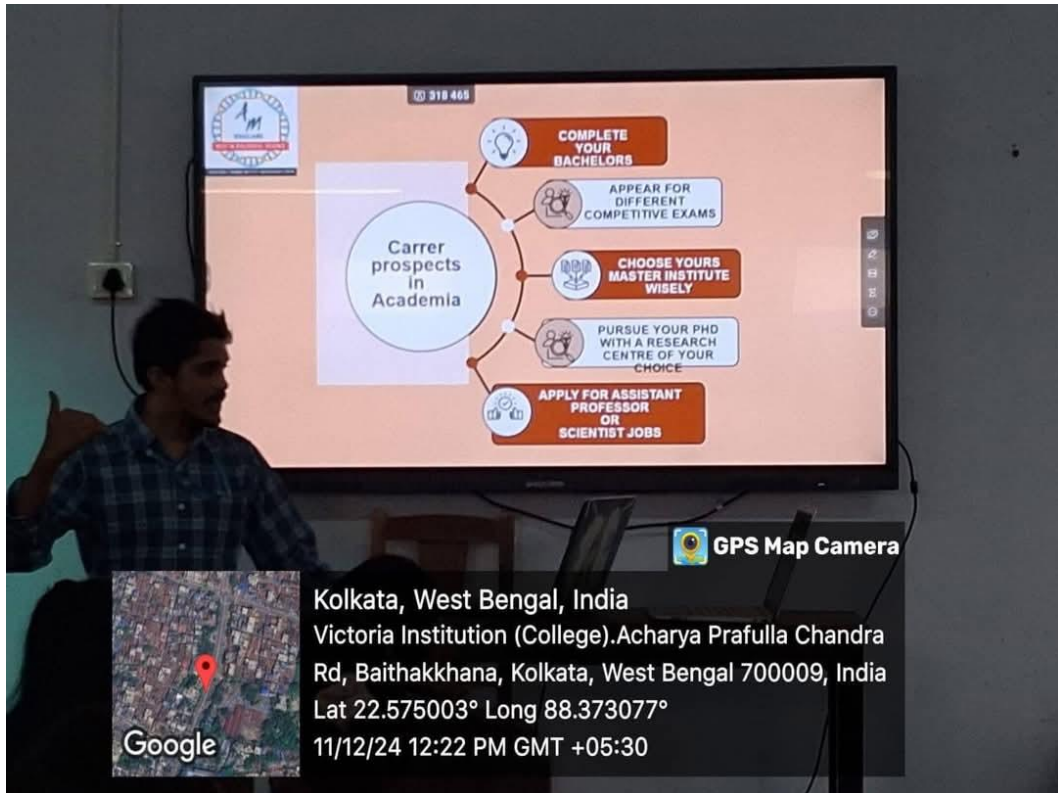 318 465
COMPLETE
YOUR
BACHELORS
APPEAR FOR
DIFFERENT
COMPETITIVE EXAMS
Carrer
prospects
in
Academia
CHOOSE YOURS
MASTER INSTITUTE
WISELY
PURSUE YOUR PHD
WITH A RESEARCH
CENTRE OF YOUR
CHOICE
APPLY FOR ASSISTANT
PROFESSOR
OR
SCIENTIST JOBS
GPS Map Camera
Kolkata, West Bengal, India
Victoria Institution (College).Acharya Prafulla Chandra
Rd, Baithakkhana, Kolkata, West Bengal 700009, India
Lat 22.575003° Long 88.373077°
11/12/24 12:22 PM GMT +05:30
Google